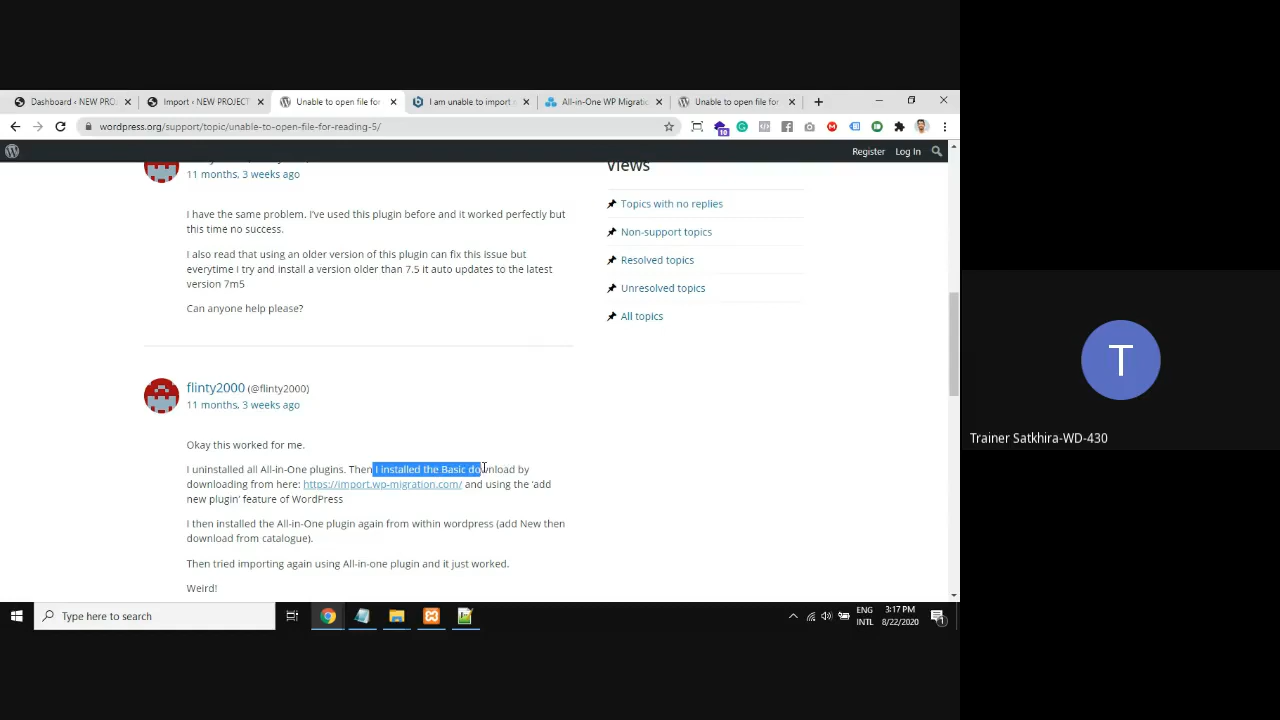 Dashboard ‹ NEW PRO
Import ‹ NEW PROJECT
Unable to open file for
I am unable to import
All-in-One WP Migratio
Unable to open file for
wordpress.org/support/topic/unable-to-open-file-for-reading-5/
10
Register
Log In
11 months, 3 weeks ago
I have the same problem. I've used this plugin before and it worked perfectly but
this time no success.
I also read that using an older version of this plugin can fix this issue but
everytime I try and install a version older than 7.5 it auto updates to the latest
version 7m5
Can anyone help please?
Views
Topics with no replies
Non-support topics
Resolved topics
Unresolved topics
All topics
flinty2000 (@flinty2000)
11 months, 3 weeks ago
Okay this worked for me.
I uninstalled all All-in-One plugins. Then I installed the Basic download by
downloading from here: https://import.wp-migration.com/ and using the 'add
new plugin' feature of WordPress
I then installed the All-in-One plugin again from within wordpress (add New then
download from catalogue).
Then tried importing again using All-in-one plugin and it just worked.
Weird!
Type here to search
ENG
INTL
3:17 PM
8/22/2020
1
T
Trainer Satkhira-WD-430